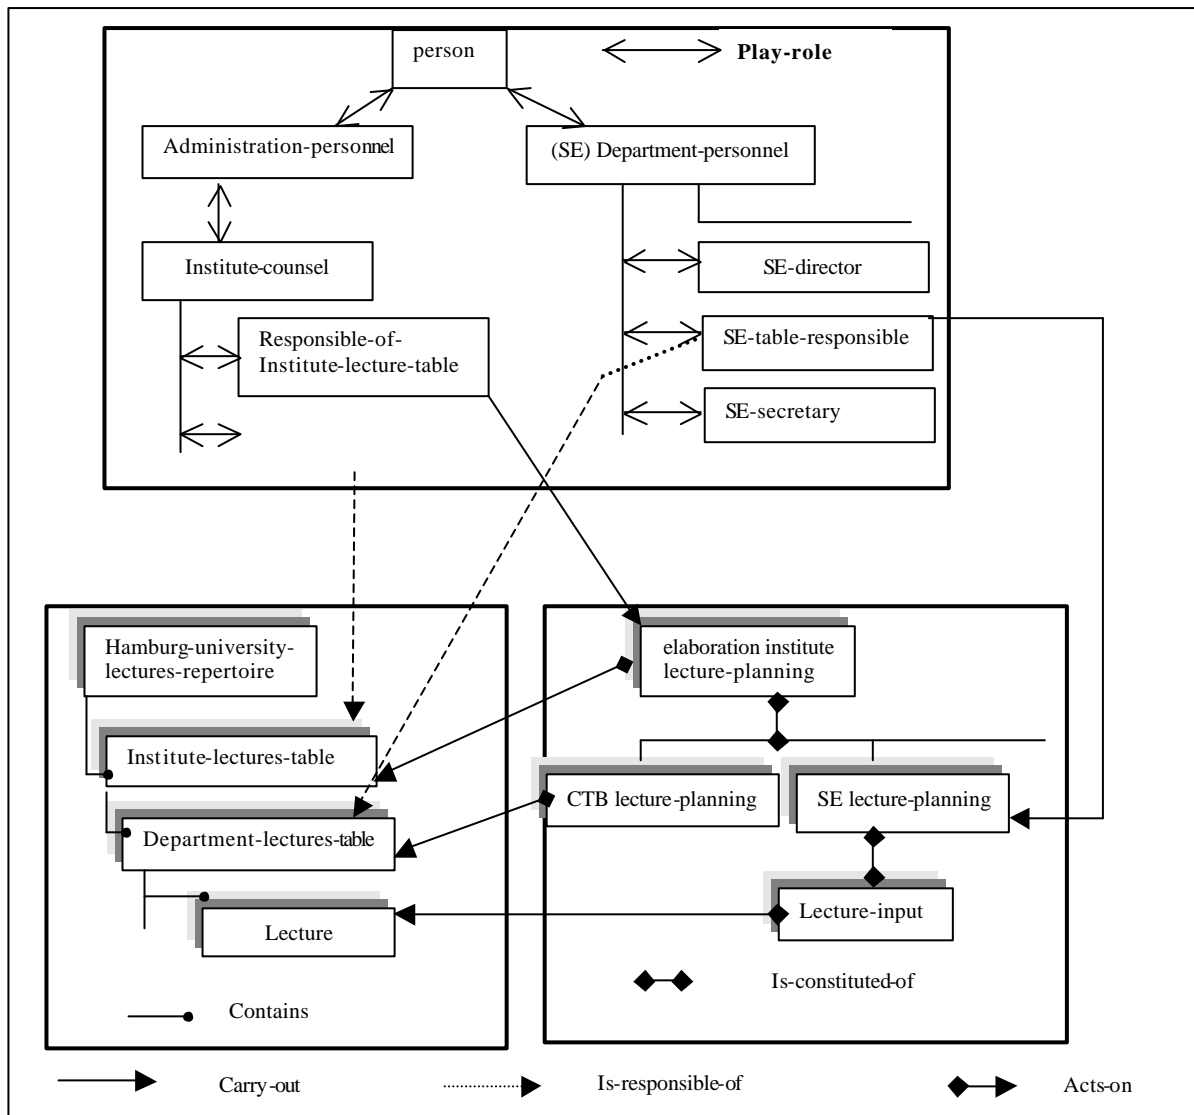 person
Play-role
Administration-personnel
(SE) Department-personnel
Institute-counsel
SE-director
Responsible-of-
Institute-lecture-table
SE-table-responsible
SE-secretary
Hamburg-university-
lectures-repertoire
elaboration institute
lecture-planning
Institute-lectures-table
CTB lecture-planning
SE lecture-planning
Department-lectures-table
Lecture-input
Lecture
Is-constituted-of
Contains
Carry-out
Is-responsible-of
Acts-on